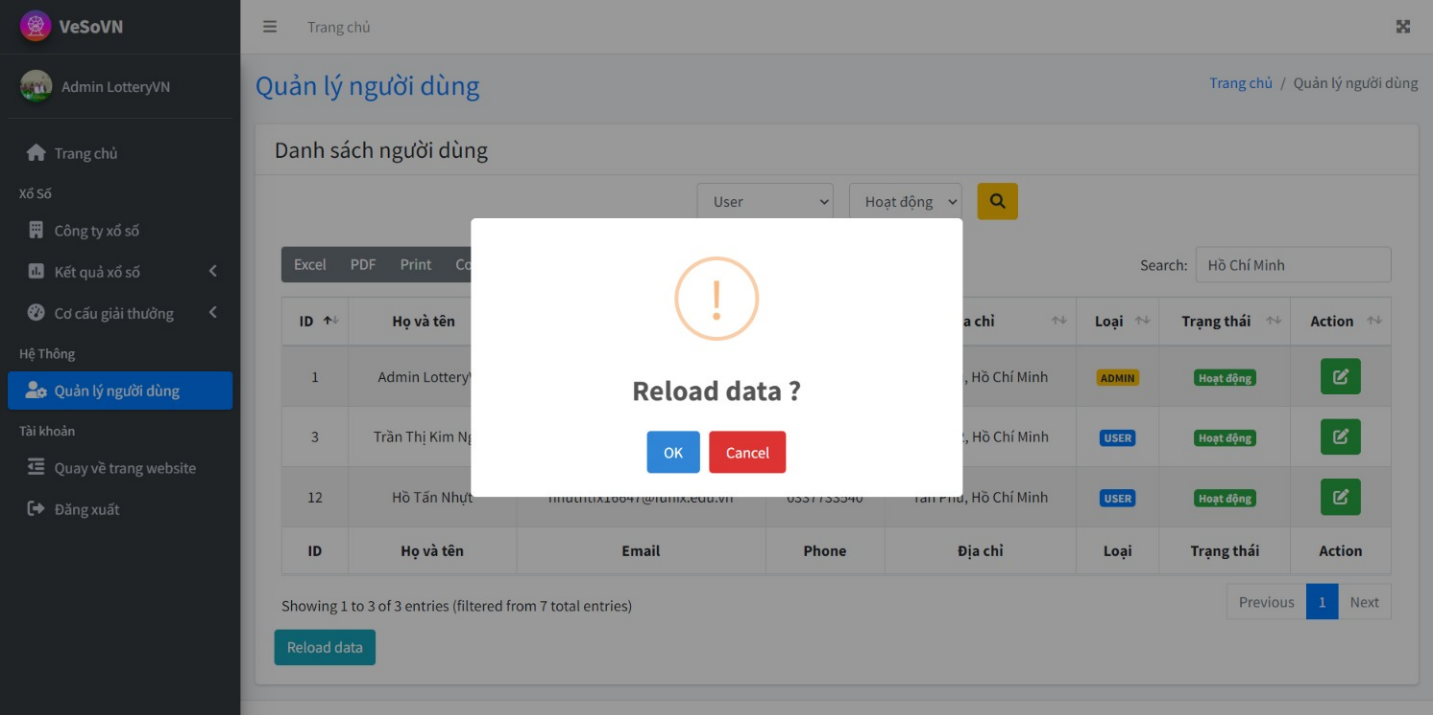 VeSoVN
Trang chủ
Admin LotteryVN
Quản lý người dùng
Trang chủ / Quản lý người dùng
Trang chủ
Danh sách người dùng
Xổ Số
User
Hoạt động
Công ty xổ số
Excel PDF Print
Search: Hồ Chí Minh
Kết quả xổ số
Cơ cấu giải thưởng
ID Họ và tên chỉ Loại Trạng thái Action
Hệ Thông
1 Admin Hồ Chí Minh ADMIN Hoạt động
Reload data ?
Quản lý người dùng
Tài khoản
3 Trần Thị Kim Hồ Chí Minh USER Hoạt động
OK Cancel
Quay về trang website
12 Hồ Tấn Nhựt Hồ Chí Minh USER Hoạt động
Đăng xuất
ID Họ và tên Email Phone Địa chỉ Loại Trạng thái Action
Showing 1 to 3 of 3 entries (filtered from 7 total entries)
Previous 1 Next
Reload data